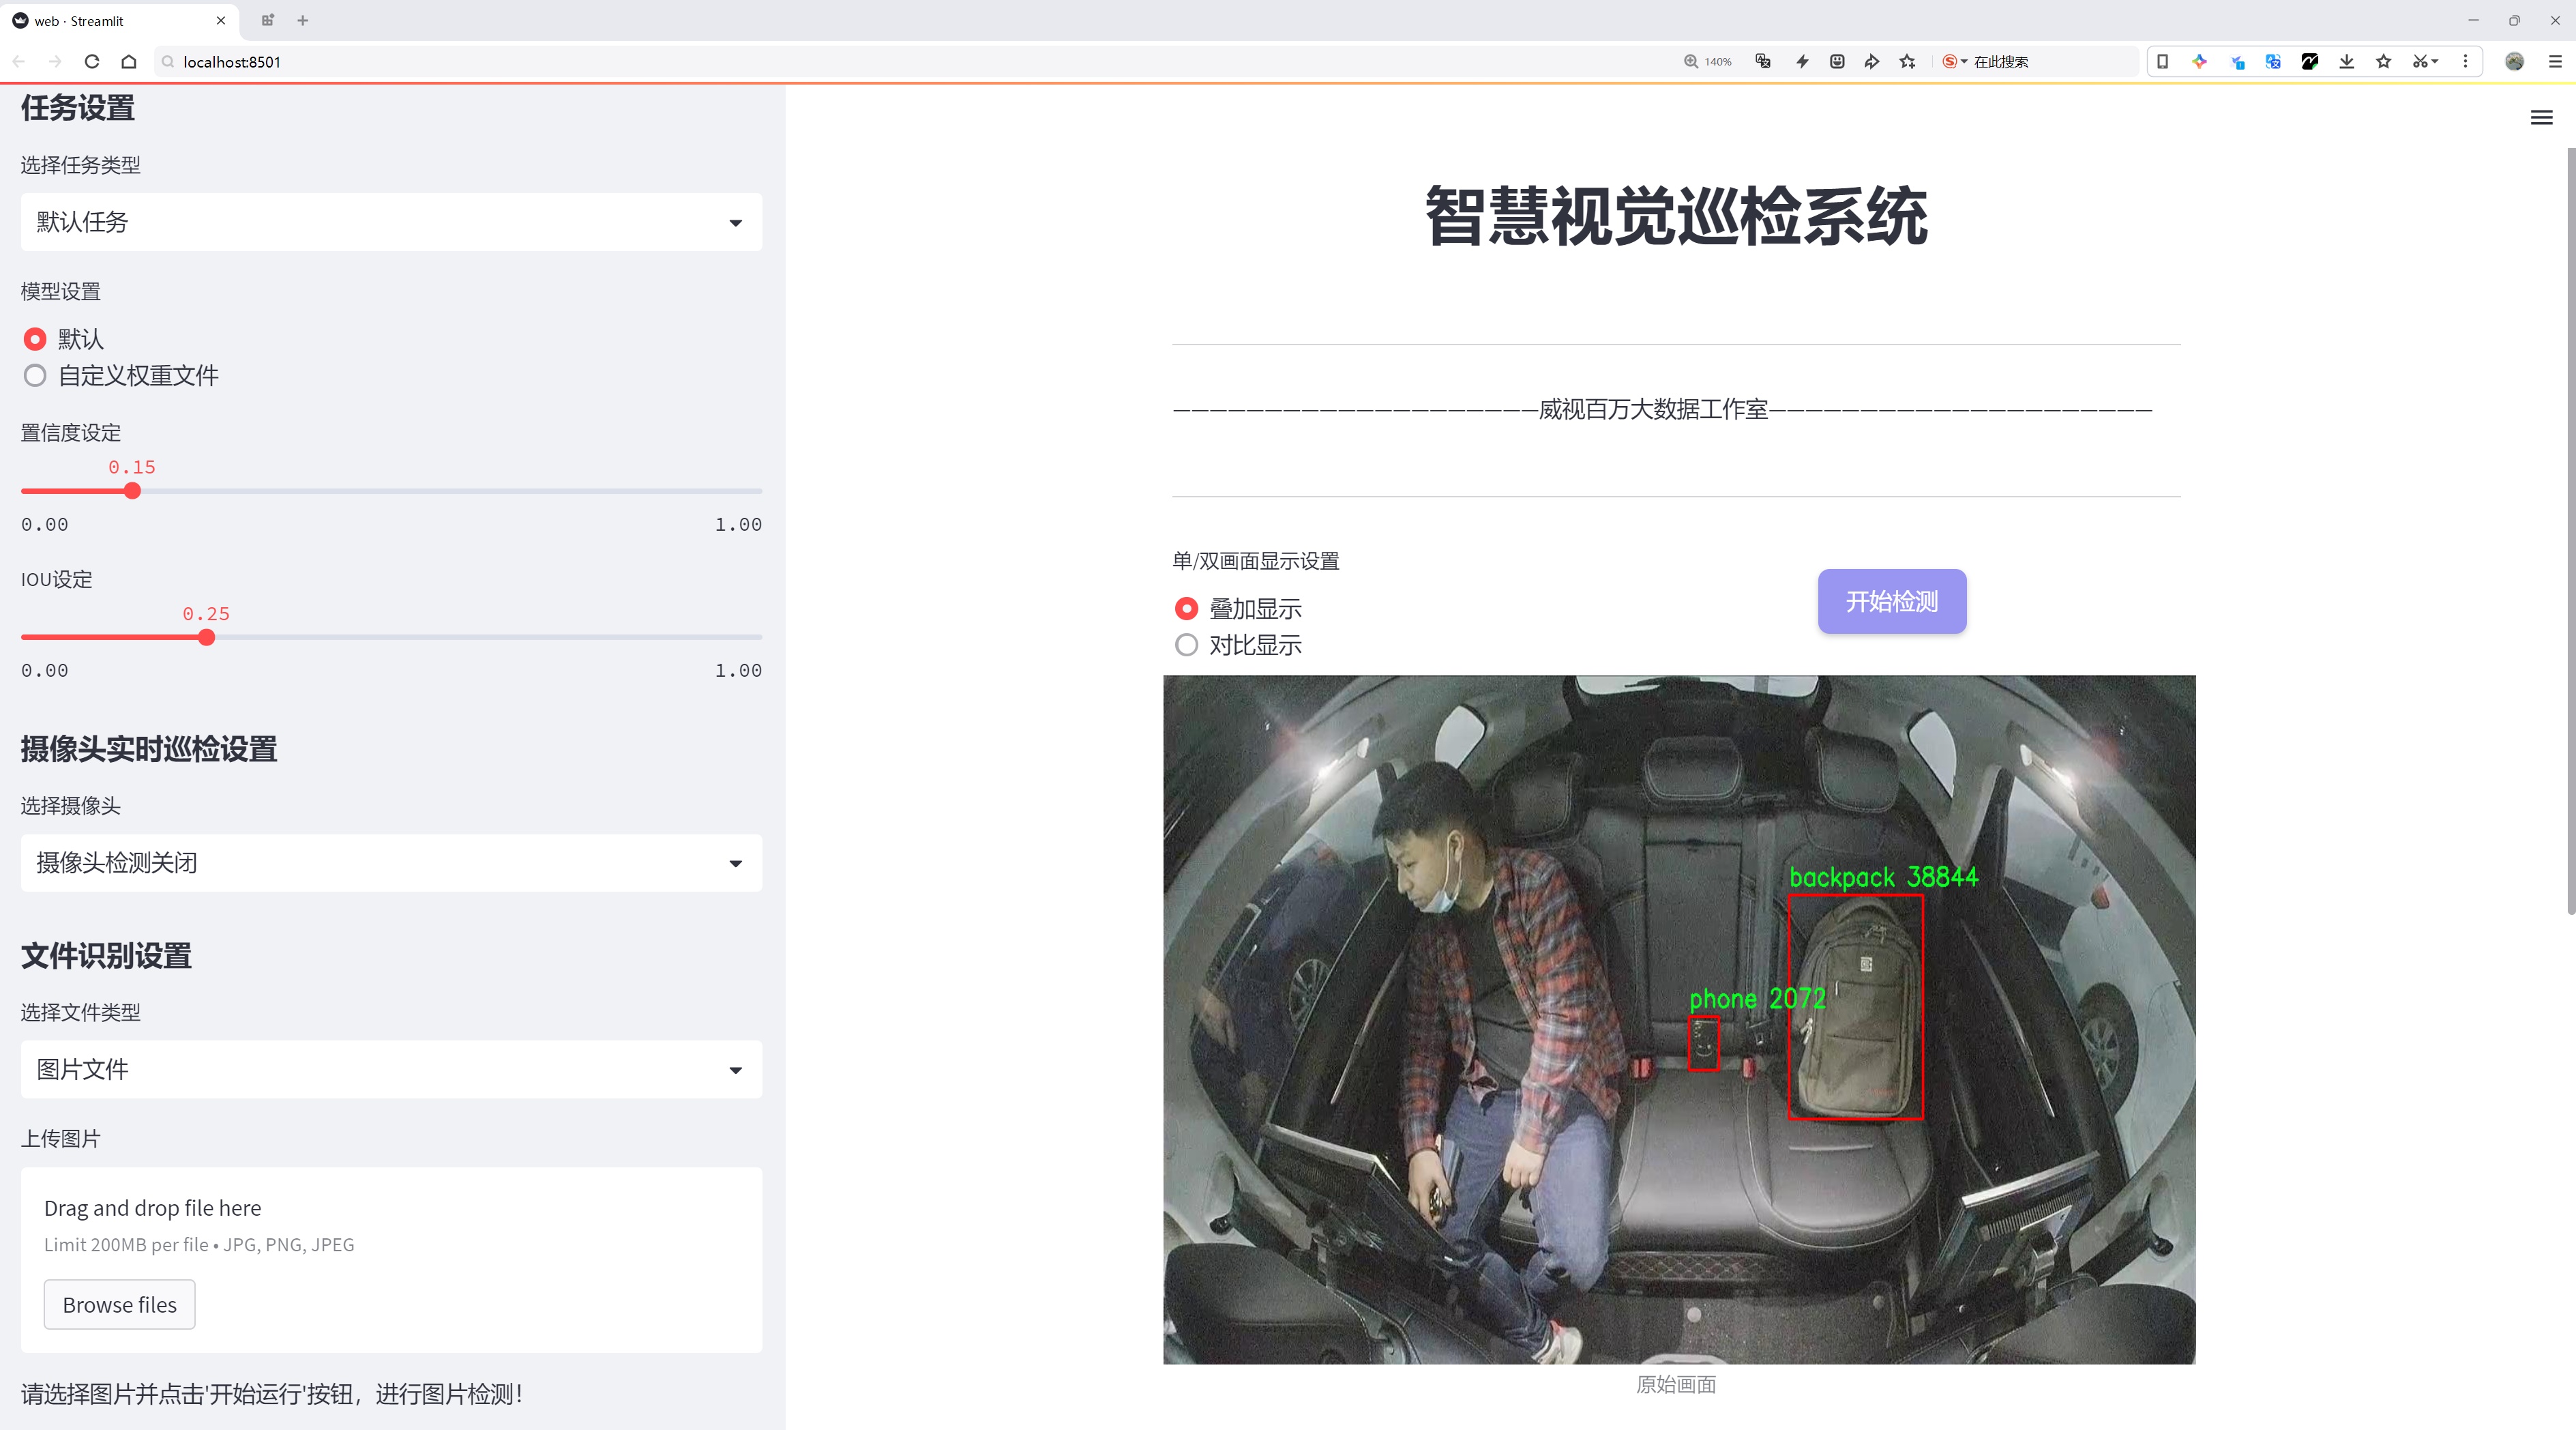 web · Streamlit
localhost:8501
140%
在此搜索
任务设置
选择任务类型
默认任务
模型设置
默认
自定义权重文件
置信度设定
0.15
0.00
1.00
IOU设定
0.25
0.00
1.00
摄像头实时巡检设置
选择摄像头
摄像头检测关闭
文件识别设置
选择文件类型
图片文件
上传图片
Drag and drop file here
Limit 200MB per file • JPG, PNG, JPEG
Browse files
请选择图片并点击'开始运行'按钮，进行图片检测！
智慧视觉巡检系统
————————————————————威视百万大数据工作室—————————————————————
单/双画面显示设置
叠加显示
对比显示
开始检测
backpack 38844
phone 2072
原始画面